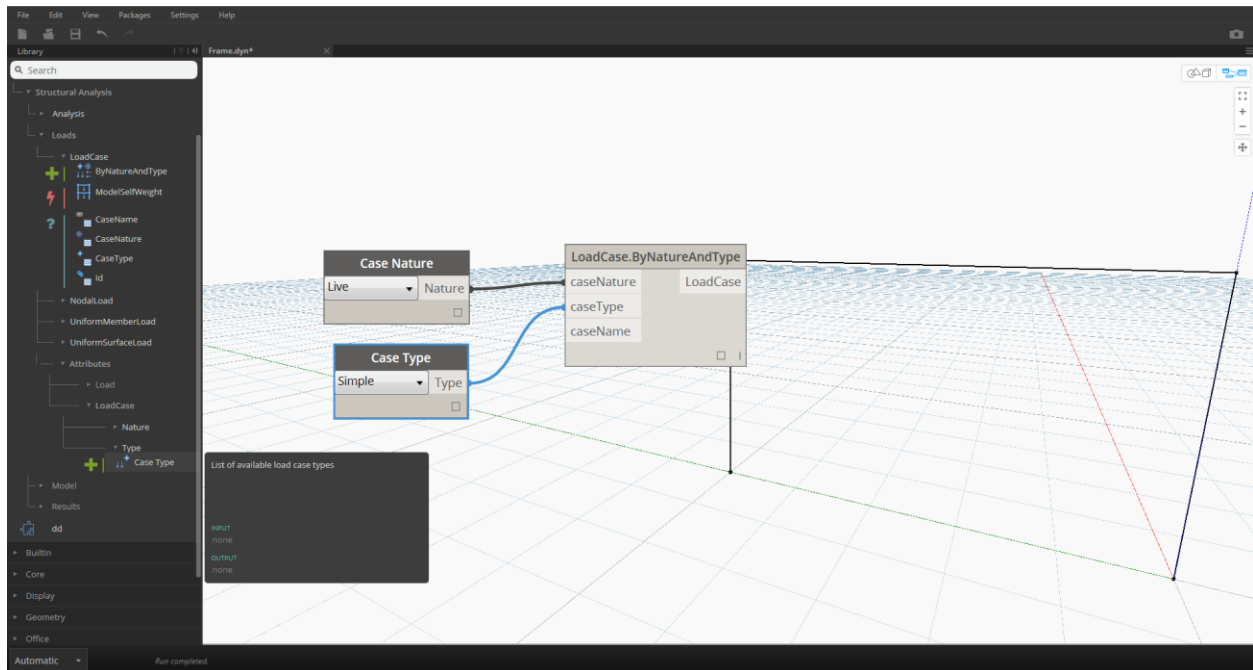 File Edit View Packages Settings Help
Library
Frame.dyn*
Search
Structural Analysis
Analysis
Loads
LoadCase
ByNatureAndType
ModelSelfWeight
CaseName
CaseNature
CaseType
Id
NodalLoad
UniformMemberLoad
UniformSurfaceLoad
Attributes
Load
LoadCase
Nature
Type
Case Type
Model
Results
dd
BuiltIn
Core
Display
Geometry
Office
Case Nature
Live
Nature
Case Type
Simple
Type
LoadCase.ByNatureAndType
caseNature LoadCase
caseType
caseName
List of available load case types
INPUT
none
OUTPUT
none
Automatic
Run completed.